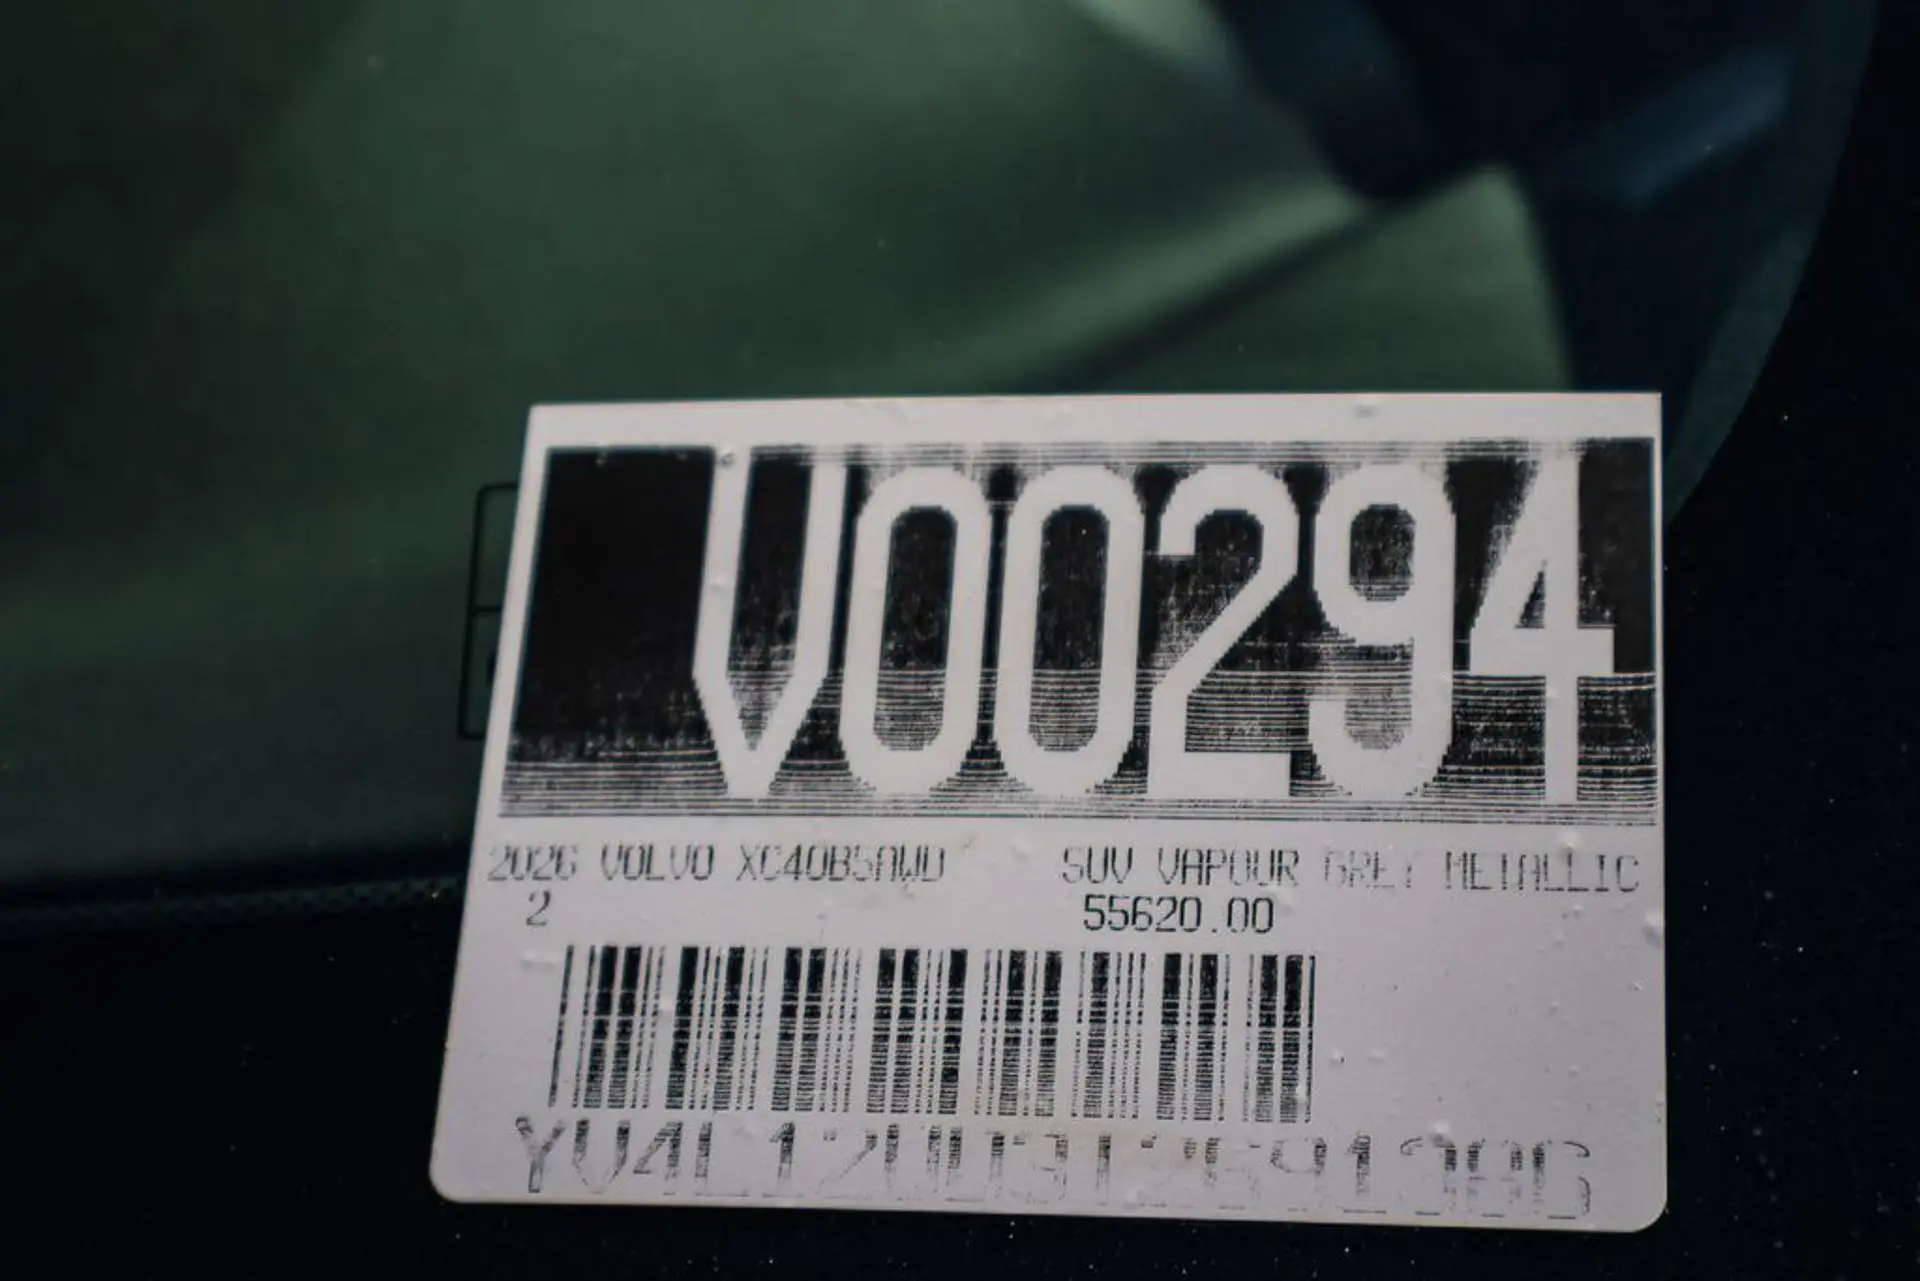 V00294
2026 VOLVO XC40B5AWD SUV VAPOUR GREY METALLIC
2 55620.00